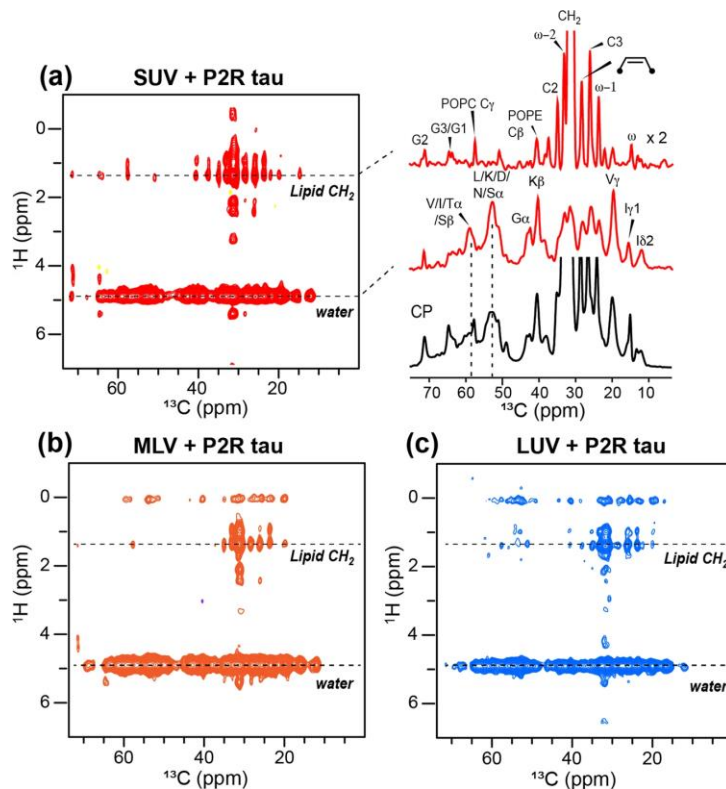 (a) SUV + P2R tau
0
2
4
6
¹H (ppm)
Lipid CH₂
water
60 40 20
¹³C (ppm)
CH₂
ω-2
C3
C2
ω-1
POPC Cγ
POPE Cβ
G3/G1
G2
ω x 2
L/K/D/
N/Sα
Kβ
Vγ
V/I/Tα
/Sβ
Gα
Iγ1
Iδ2
CP
70 60 50 40 30 20 10
¹³C (ppm)
(b) MLV + P2R tau
0
2
4
6
¹H (ppm)
Lipid CH₂
water
60 40 20
¹³C (ppm)
(c) LUV + P2R tau
0
2
4
6
¹H (ppm)
Lipid CH₂
water
60 40 20
¹³C (ppm)